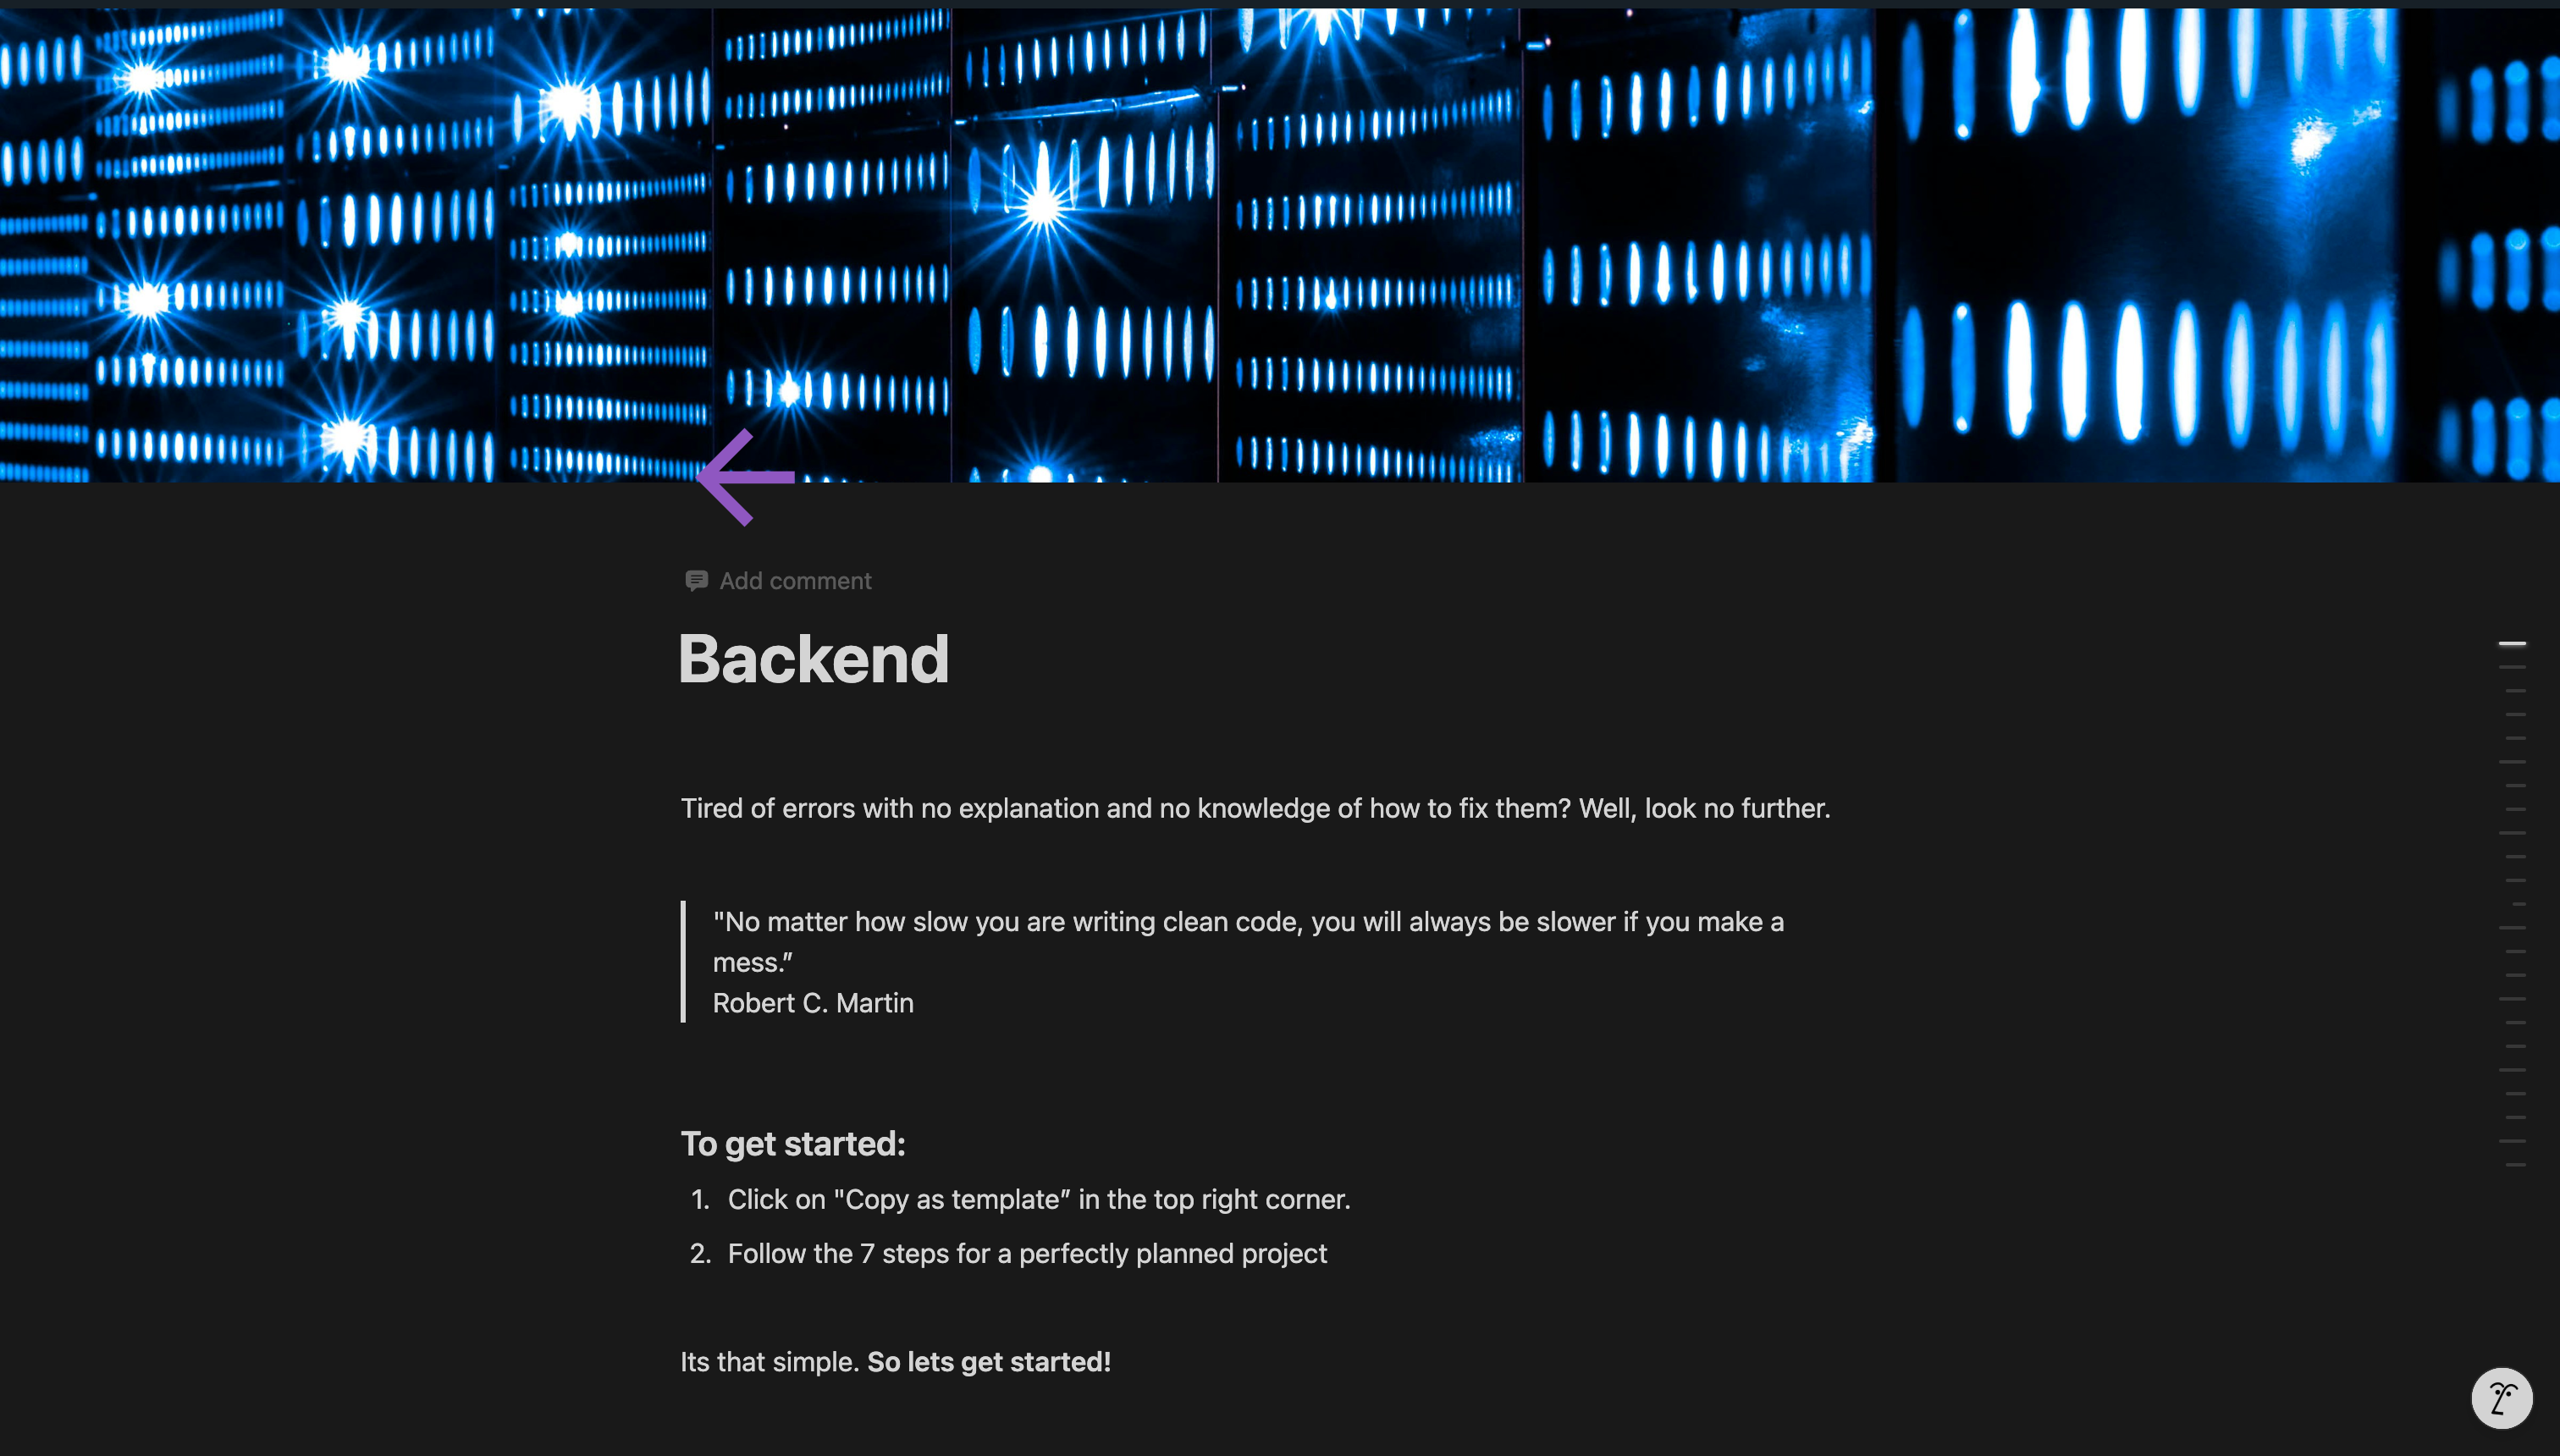 Add comment
Backend
Tired of errors with no explanation and no knowledge of how to fix them? Well, look no further.
"No matter how slow you are writing clean code, you will always be slower if you make a
mess.”
Robert C. Martin
To get started:
1. Click on "Copy as template” in the top right corner.
2. Follow the 7 steps for a perfectly planned project
Its that simple. So lets get started!